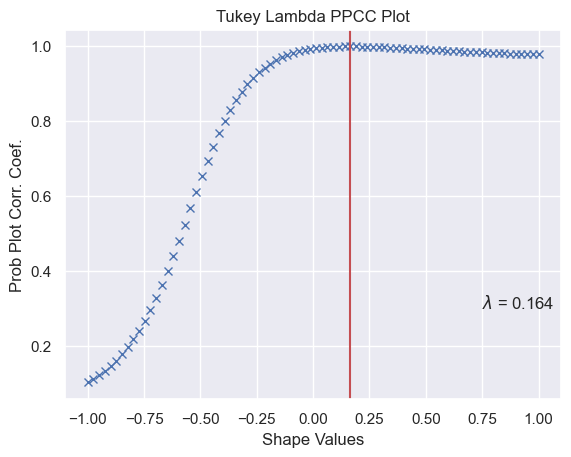 Tukey Lambda PPCC Plot
1.0
0.8
0.6
0.4
0.2
Prob Plot Corr. Coef.
λ = 0.164
−1.00 −0.75 −0.50 −0.25 0.00 0.25 0.50 0.75 1.00
Shape Values